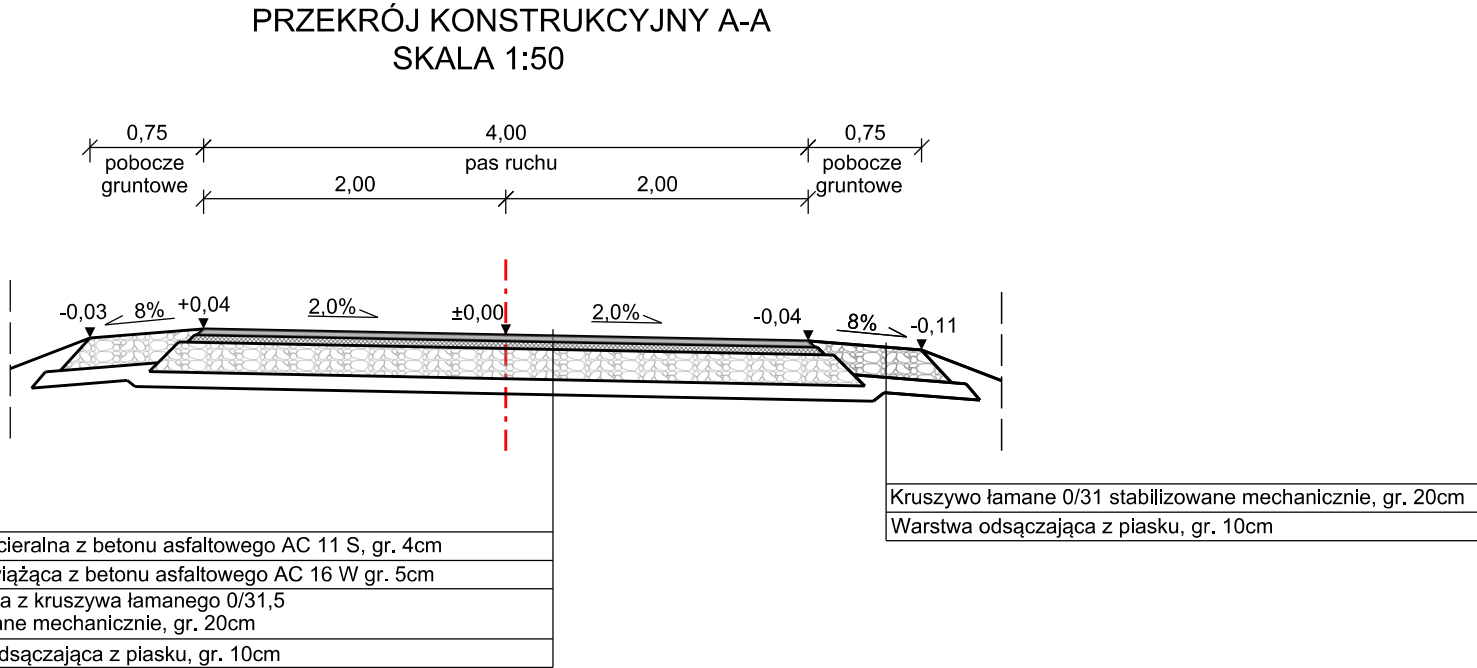 PRZEKRÓJ KONSTRUKCYJNY A-A
SKALA 1:50
0,75 4,00 0,75
pobocze gruntowe
pas ruchu
pobocze gruntowe
2,00 2,00
-0,03 8% +0,04 2,0% ±0,00 2,0% -0,04 8% -0,11
Kruszywo łamane 0/31 stabilizowane mechanicznie, gr. 20cm
Warstwa odsączająca z piasku, gr. 10cm
cieralna z betonu asfaltowego AC 11 S, gr. 4cm
iążąca z betonu asfaltowego AC 16 W gr. 5cm
a z kruszywa łamanego 0/31,5
ane mechanicznie, gr. 20cm
dsączająca z piasku, gr. 10cm